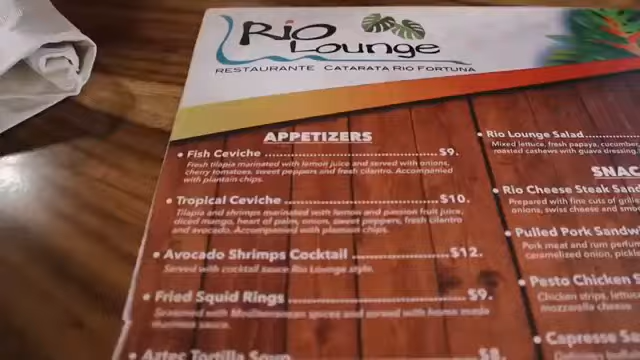 Rio Lounge
RESTAURANTE CATARATA RIO FORTUNA
APPETIZERS
• Fish Ceviche ........................ $9.
Fresh tilapia marinated with lemon juice and served with onions,
cherry tomatoes, sweet peppers and fresh cilantro. Accompanied
with plantain chips.
• Tropical Ceviche ........................ $10.
Tilapia and shrimps marinated with lemon and passion fruit juice,
diced mango, heart of palm, onion, sweet peppers, fresh cilantro
and avocado. Accompanied with plantain chips.
• Avocado Shrimps Cocktail ........................ $12.
Served with cocktail sauce Rio Lounge style.
• Fried Squid Rings ........................ $9.
Seasoned with Mediterranean spices and served with home made
sauce.
• Aztec Tortilla Soup $8.
• Rio Lounge Salad........
Mixed lettuce, fresh papaya, cucumber,
roasted cashews with guava dressing.
SNAC
• Rio Cheese Steak Sand
Prepared with fine cuts of grille
onions, swiss cheese and sm
• Pulled Pork Sandw
Pork meat and rum perfum
caramelized onion, pickle
• Pesto Chicken S
Chicken strips, lettuc
mozzarella cheese
• Capresse Sa